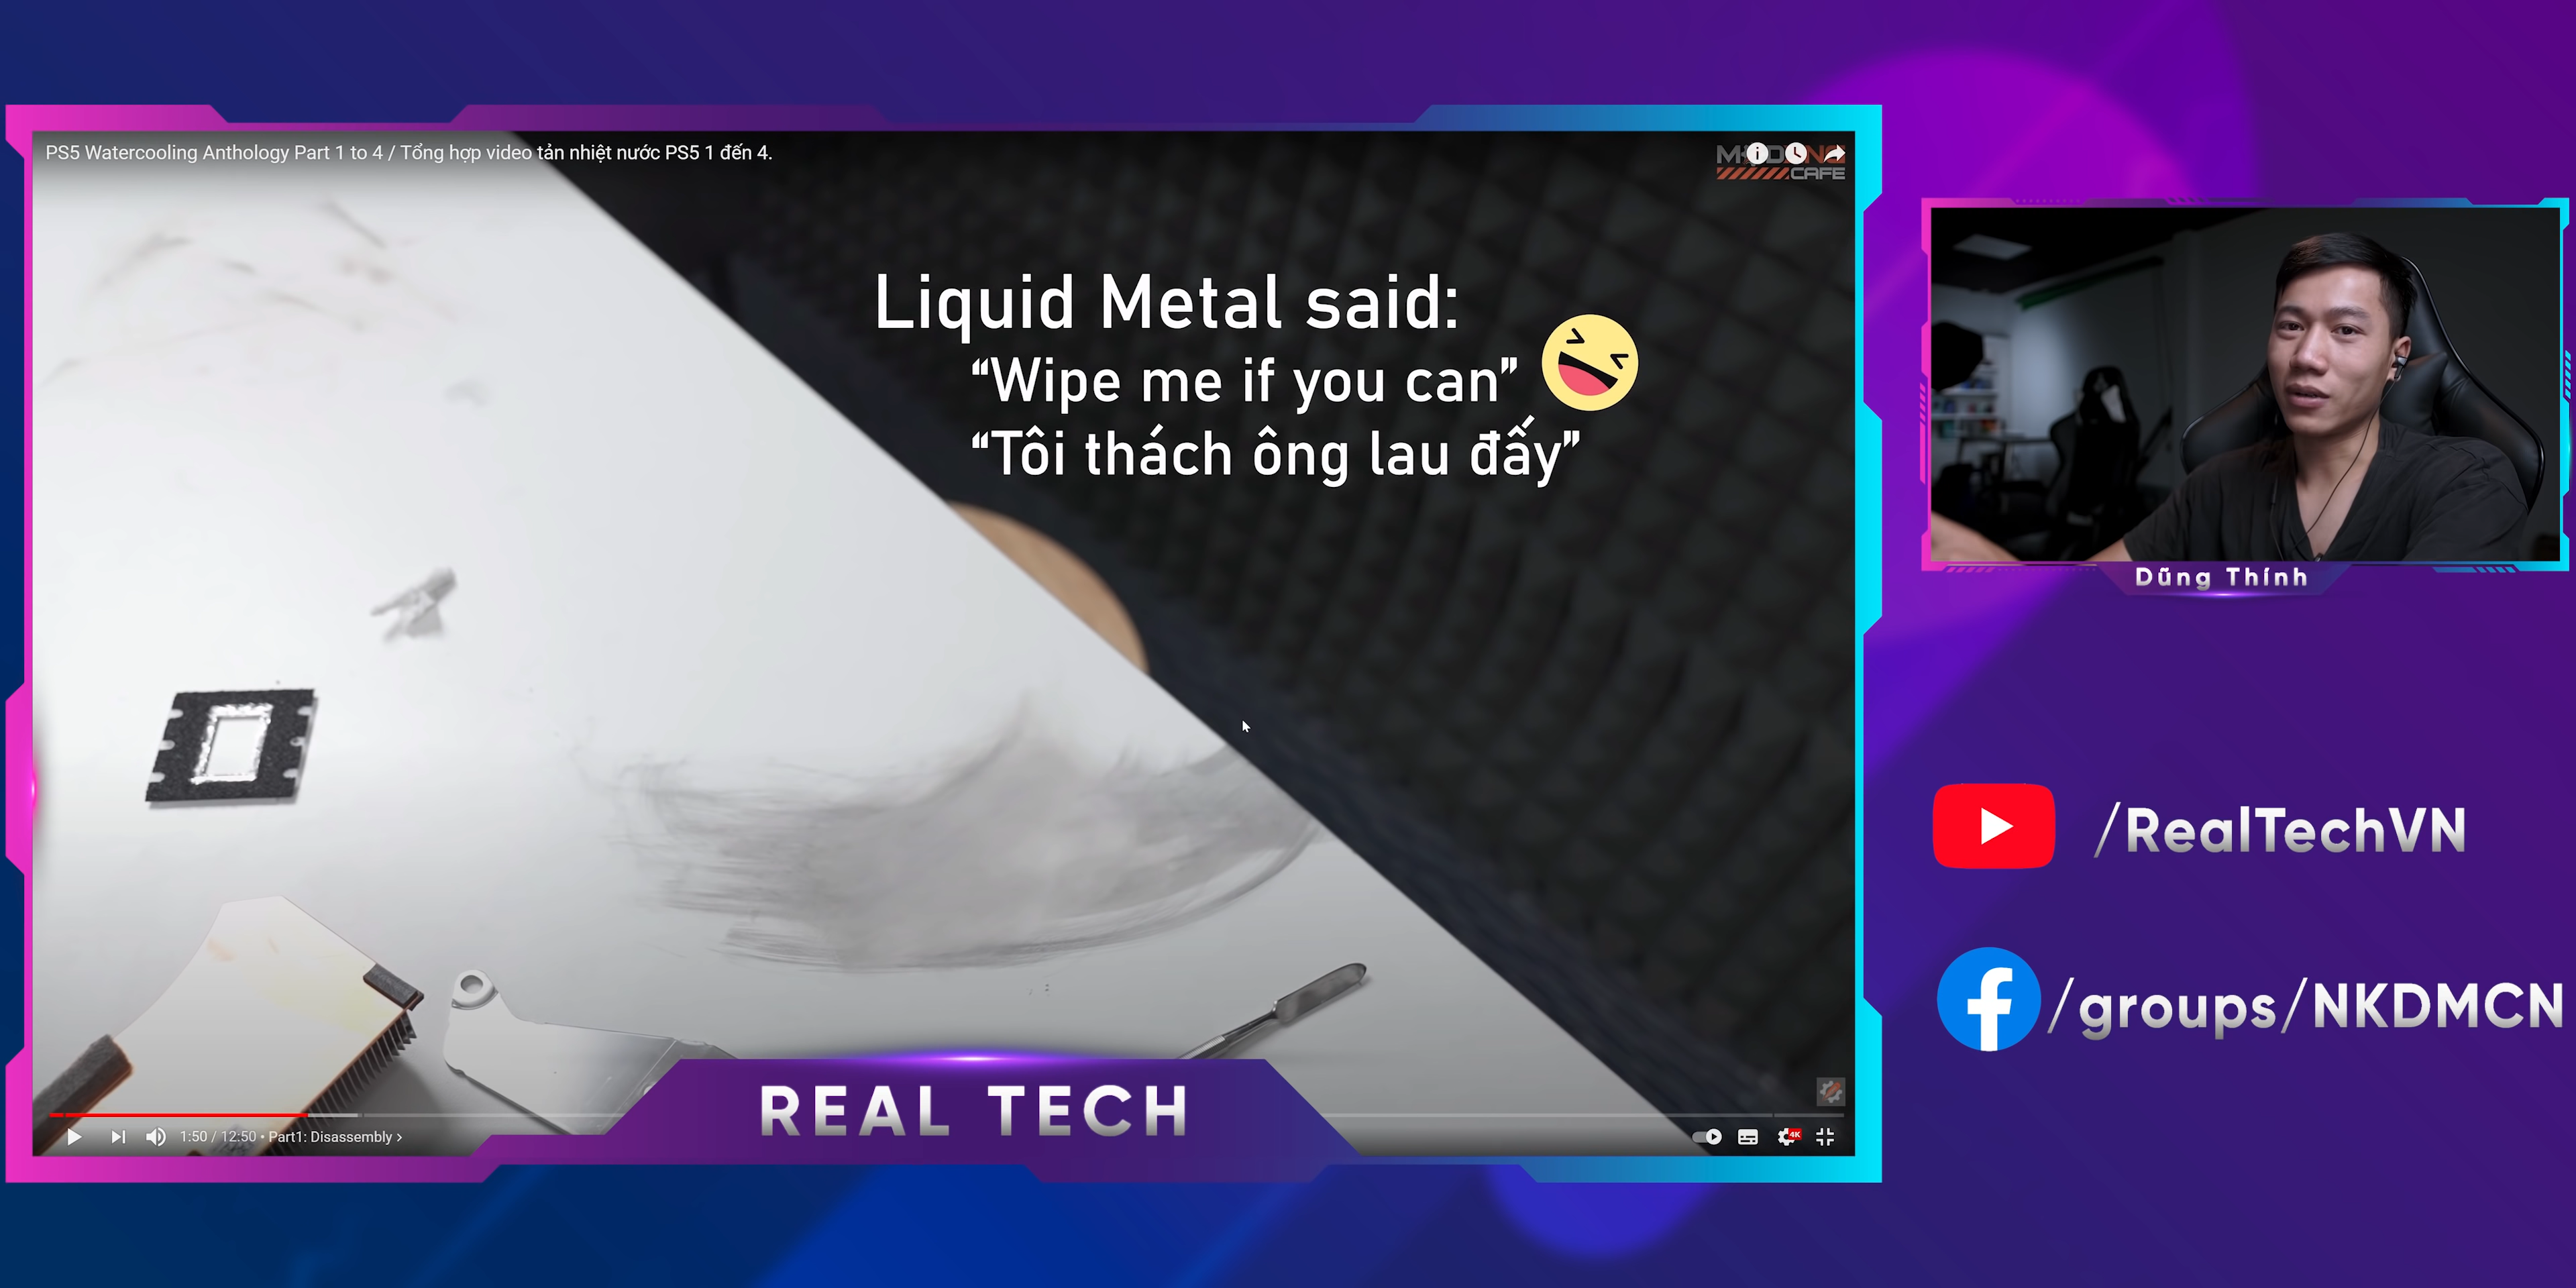 PS5 Watercooling Anthology Part 1 to 4 / Tổng hợp video tản nhiệt nước PS5 1 đến 4.
CAFE
Liquid Metal said:
“Wipe me if you can”
“Tôi thách ông lau đấy”
Dũng Thính
/RealTechVN
/groups/NKDMCN
REAL TECH
1:50 / 12:50 • Part1: Disassembly ›
4K